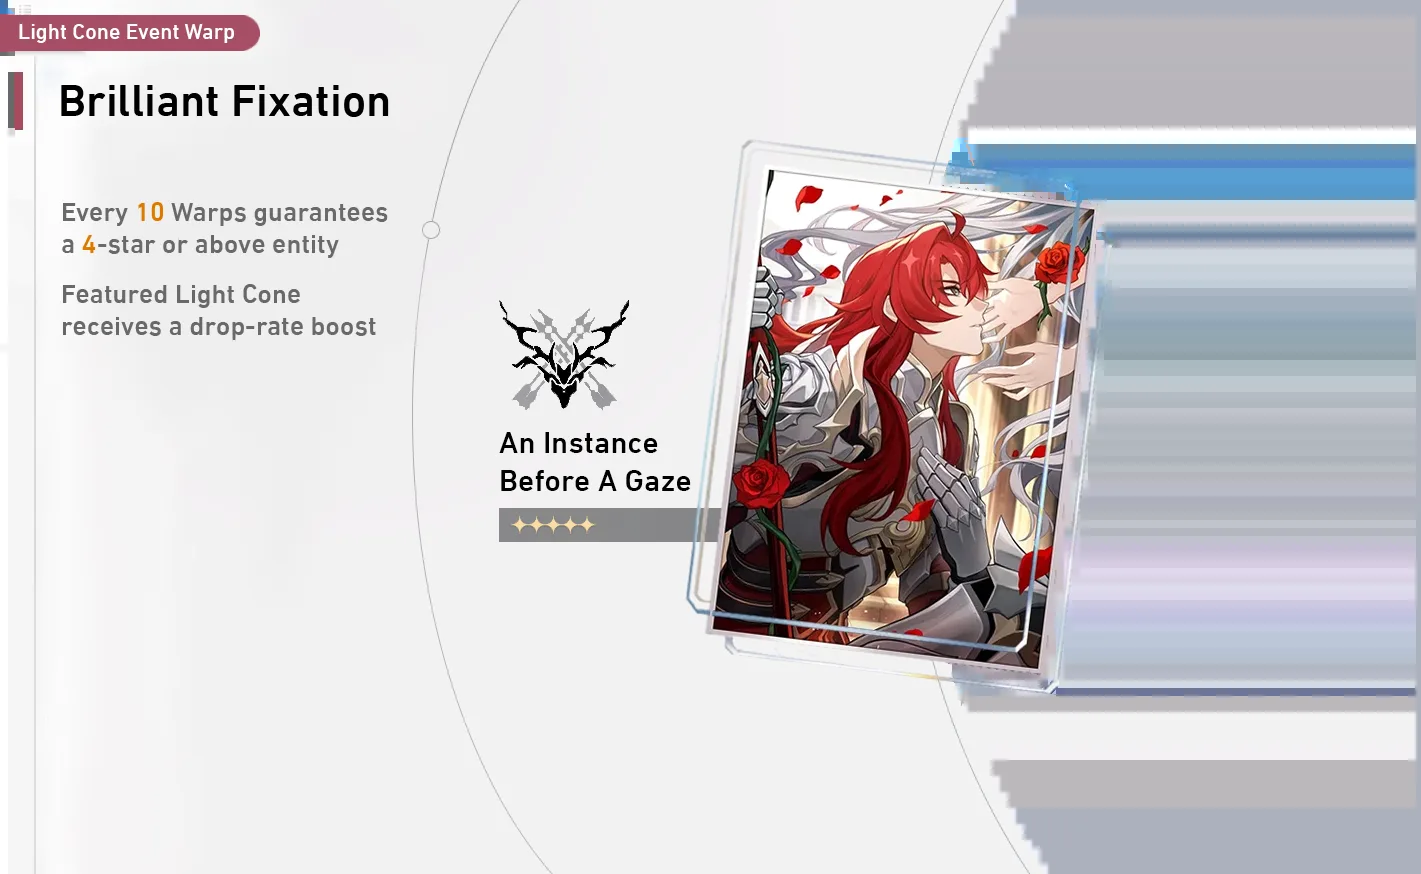 Light Cone Event Warp
Brilliant Fixation
Every 10 Warps guarantees
a 4-star or above entity
Featured Light Cone
receives a drop-rate boost
An Instance
Before A Gaze